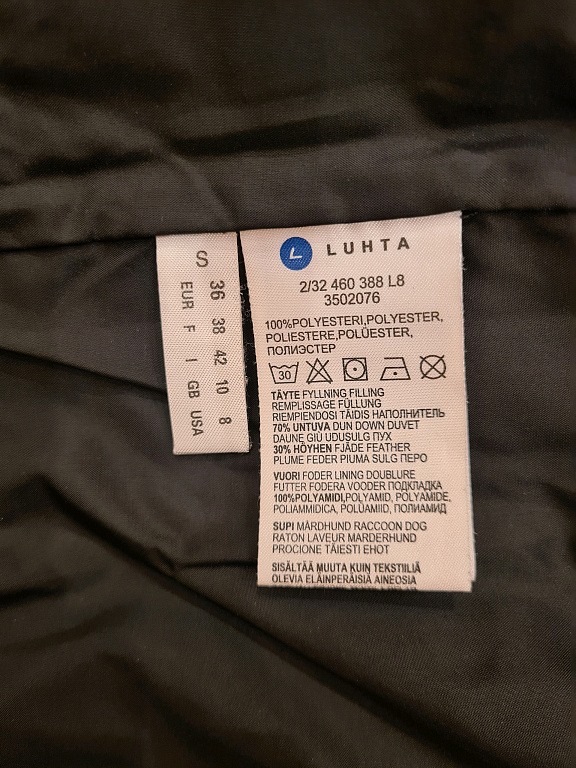 S
36 38 42 10 8
EUR F I GB USA
L LUHTA
2/32 460 388 L8
3502076
100%POLYESTERI,POLYESTER,
POLIESTERE,POLÜESTER,
ПОЛИЭСТЕР
30
TÄYTE FYLLNING FILLING
REMPLISSAGE FÜLLUNG
RIEMPIENDOSI TÄIDIS НАПОЛНИТЕЛЬ
70% UNTUVA DUN DOWN DUVET
DAUNE GIÙ UDUSULG ПУХ
30% HÖYHEN FJÄDE FEATHER
PLUME FEDER PIUMA SULG ПЕРО
VUORI FODER LINING DOUBLURE
FUTTER FODERA VOODER ПОДКЛАДКА
100%POLYAMIDI,POLYAMID, POLYAMIDE,
POLIAMMIDICA, POLÜAMIID, ПОЛИАМИД
SUPI MÅRDHUND RACCOON DOG
RATON LAVEUR MARDERHUND
PROCIONE TÄIESTI ЕНОТ
SISÄLTÄÄ MUUTA KUIN TEKSTIILIÄ
OLEVIA ELÄINPERÄISIÄ AINEOSIA